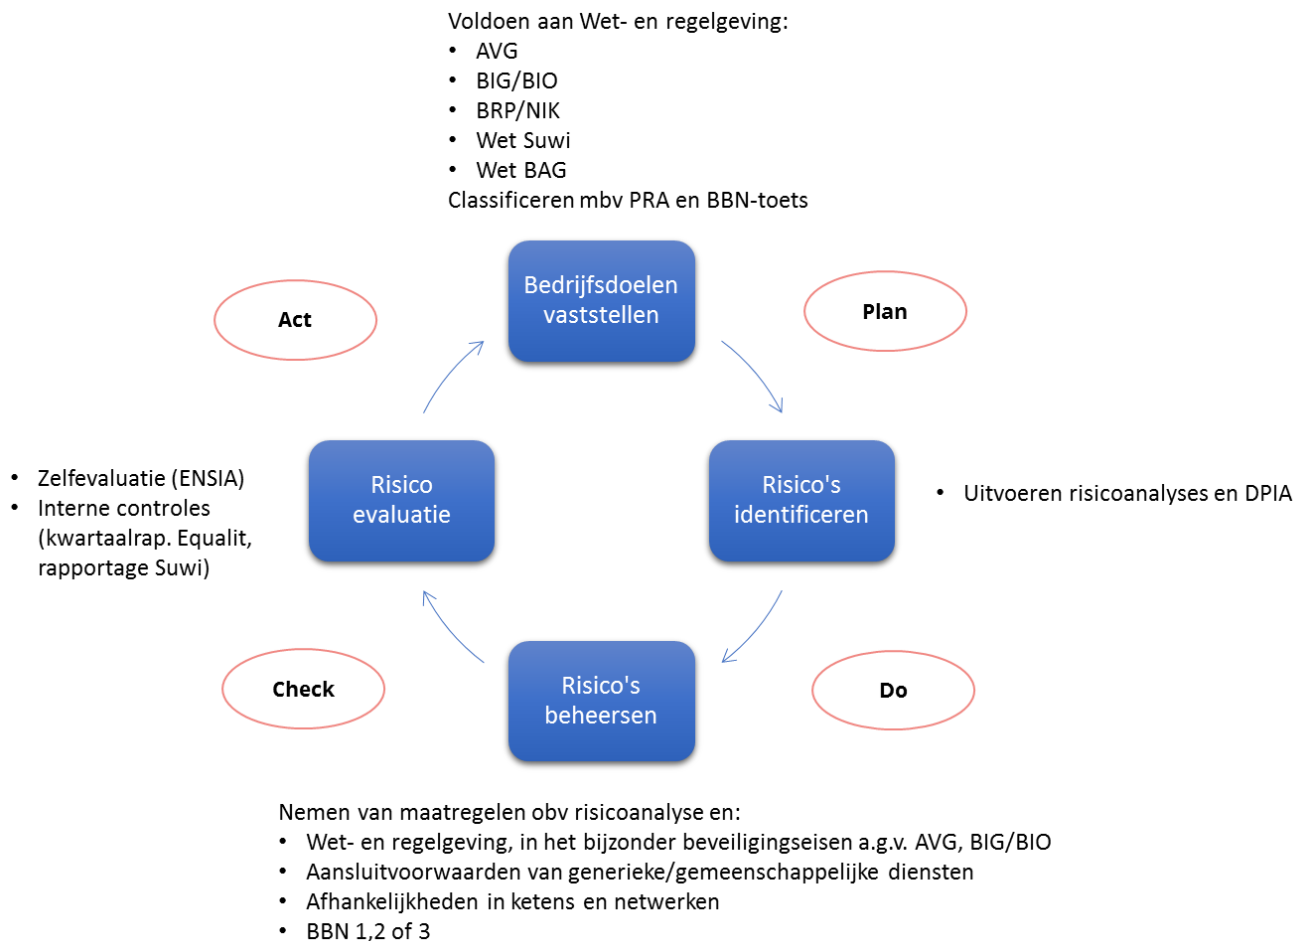 Voldoen aan Wet- en regelgeving:
• AVG
• BIG/BIO
• BRP/NIK
• Wet Suwi
• Wet BAG
Classificeren mbv PRA en BBN-toets
Bedrijfsdoelen
vaststellen
Act
Plan
• Zelfevaluatie (ENSIA)
• Interne controles
(kwartaalrap. Equalit,
rapportage Suwi)
Risico
evaluatie
Risico's
identificeren
• Uitvoeren risicoanalyses en DPIA
Check
Risico's
beheersen
Do
Nemen van maatregelen obv risicoanalyse en:
• Wet- en regelgeving, in het bijzonder beveiligingseisen a.g.v. AVG, BIG/BIO
• Aansluitvoorwaarden van generieke/gemeenschappelijke diensten
• Afhankelijkheden in ketens en netwerken
• BBN 1,2 of 3